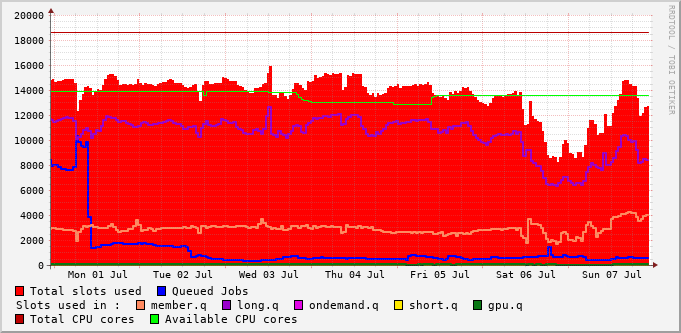 20000
18000
16000
14000
12000
10000
8000
6000
4000
2000
0
Mon 01 Jul Tue 02 Jul Wed 03 Jul Thu 04 Jul Fri 05 Jul Sat 06 Jul Sun 07 Jul
Total slots used Queued Jobs
Slots used in : member.q long.q ondemand.q short.q gpu.q
Total CPU cores Available CPU cores
RRDTOOL / TOBI OETIKER